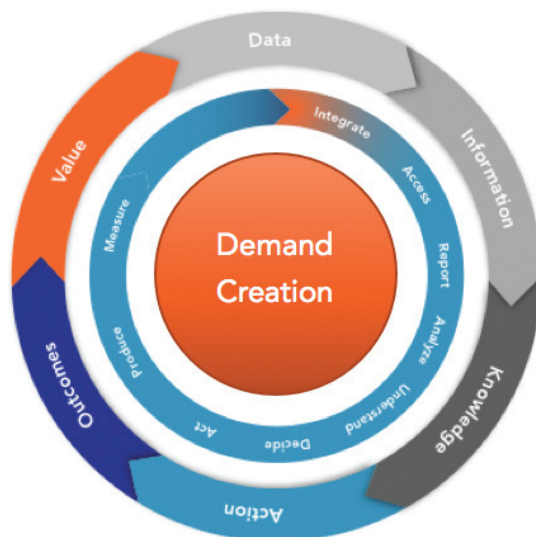 Data
Information
Knowledge
Action
Outcomes
Value
Integrate
Access
Report
Analyze
Understand
Decide
Act
Produce
Measure
Demand
Creation